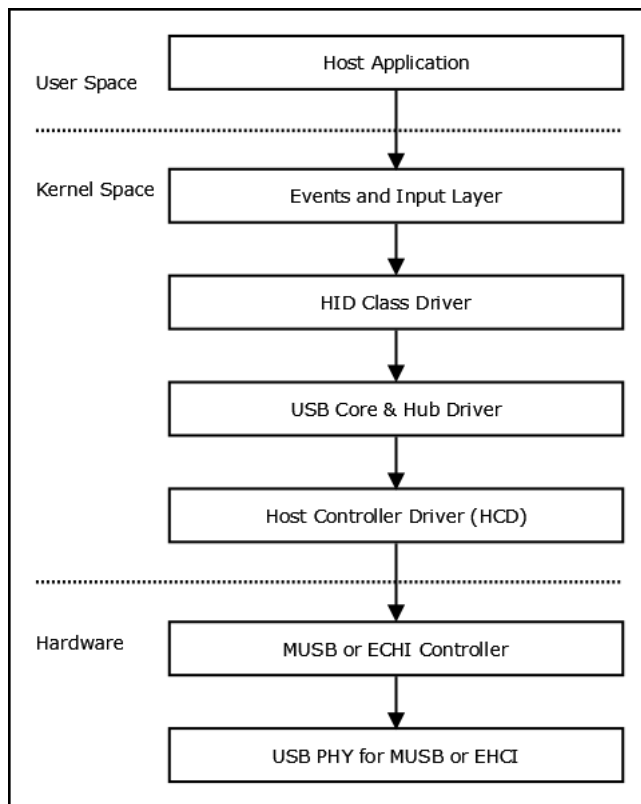 Host Application
User Space
Kernel Space
Events and Input Layer
HID Class Driver
USB Core & Hub Driver
Host Controller Driver (HCD)
Hardware
MUSB or ECHI Controller
USB PHY for MUSB or EHCI